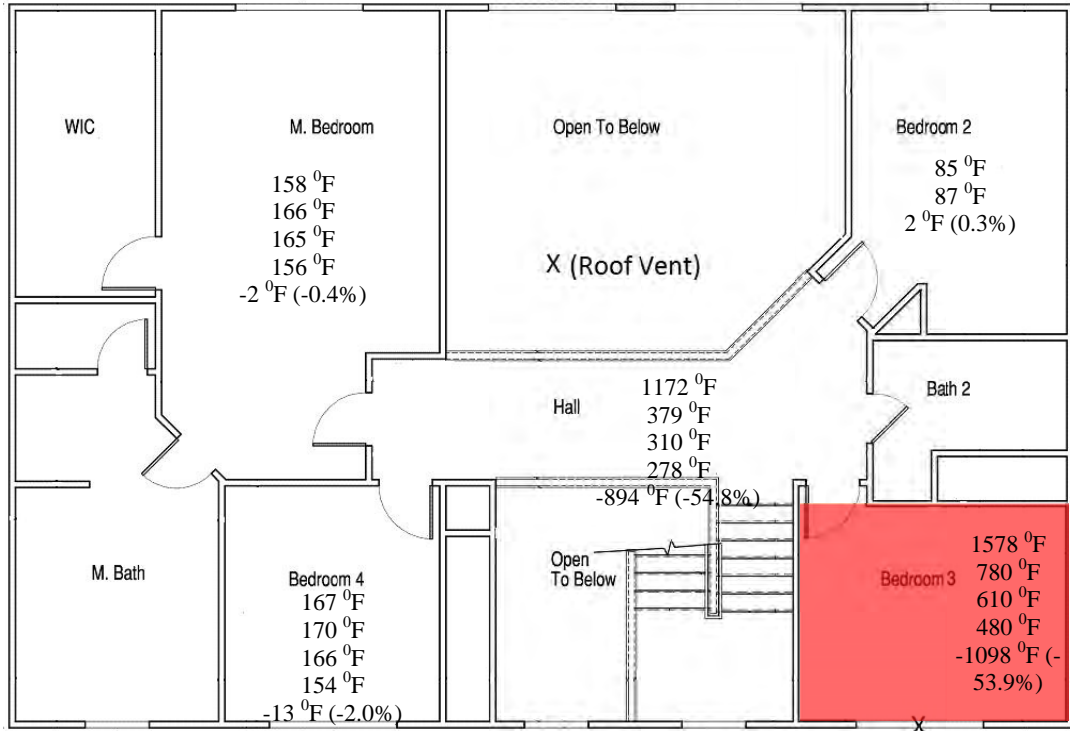 WIC
M. Bedroom
158 ⁰F
166 ⁰F
165 ⁰F
156 ⁰F
-2 ⁰F (-0.4%)
Open To Below
X (Roof Vent)
Bedroom 2
85 ⁰F
87 ⁰F
2 ⁰F (0.3%)
Hall
1172 ⁰F
379 ⁰F
310 ⁰F
278 ⁰F
-894 ⁰F (-54.8%)
Bath 2
M. Bath
Bedroom 4
167 ⁰F
170 ⁰F
166 ⁰F
154 ⁰F
-13 ⁰F (-2.0%)
Open
To Below
Bedroom 3
1578 ⁰F
780 ⁰F
610 ⁰F
480 ⁰F
-1098 ⁰F (-
53.9%)
X